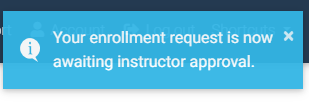 Your enrollment request is now
awaiting instructor approval.